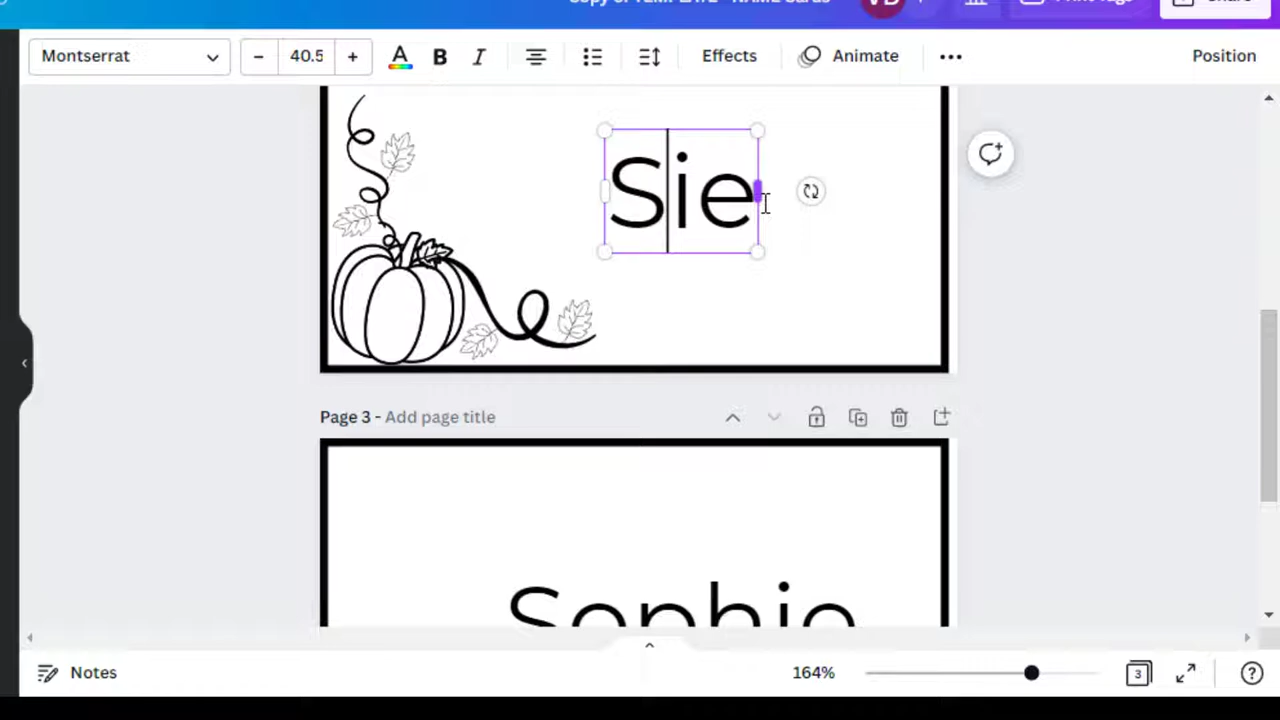 Montserrat
− 40.5 +
A B I
Effects
Animate
Position
Sie
Page 3 - Add page title
Notes
164%
3
?